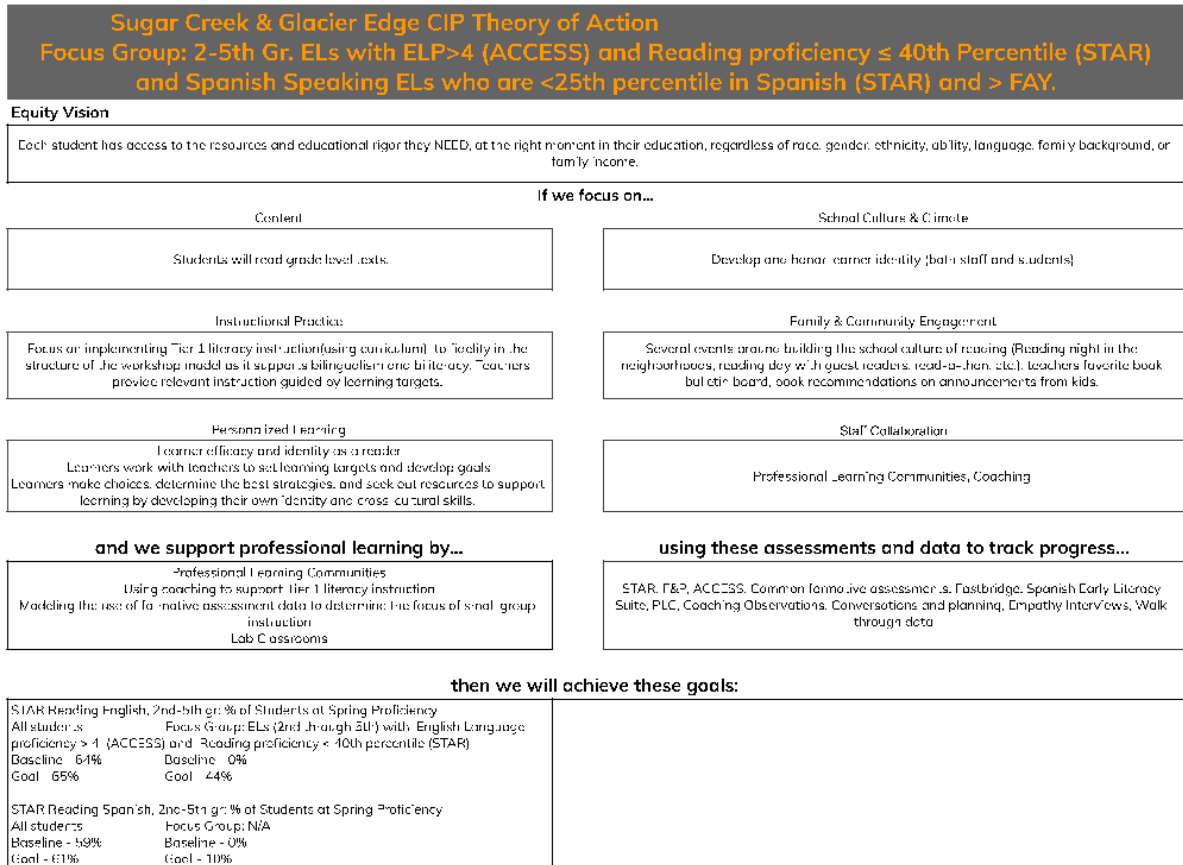 Sugar Creek & Glacier Edge CIP Theory of Action
Focus Group: 2-5th Gr. ELs with ELP>4 (ACCESS) and Reading proficiency ≤ 40th Percentile (STAR)
and Spanish Speaking ELs who are <25th percentile in Spanish (STAR) and > FAY.
Equity Vision
Each student has access to the resources and educational rigor they NEED, at the right moment in their education, regardless of race, gender, ethnicity, ability, language, family background, or
family income.
If we focus on...
Content
School Culture & Climate
Students will read grade level texts.
Develop and honor learner identity (both staff and students)
Instructional Practice
Family & Community Engagement
Focus on implementing Tier 1 literacy instruction(using curriculum) to fidelity in the
structure of the workshop model as it supports bilingualism and biliteracy. Teachers
provide relevant instruction guided by learning targets.
Several events around building the school culture of reading (Reading night in the
neighborhoods, reading day with guest readers, read-a-thon, etc.), teachers favorite book
bulletin board, book recommendations on announcements from kids.
Personalized Learning
Staff Collaboration
Learner efficacy and identity as a reader
Learners work with teachers to set learning targets and develop goals
Learners make choices, determine the best strategies, and seek out resources to support
learning by developing their own identity and cross-cultural skills.
Professional Learning Communities, Coaching
and we support professional learning by...
using these assessments and data to track progress...
Professional Learning Communities
Using coaching to support Tier 1 literacy instruction
Modeling the use of formative assessment data to determine the focus of small group
instruction
Lab Classrooms
STAR, F&P, ACCESS, Common formative assessments, Fastbridge, Spanish Early Literacy
Suite, PLC, Coaching Observations, Conversations and planning, Empathy Interviews, Walk
through data
then we will achieve these goals:
STAR Reading English, 2nd-5th gr: % of Students at Spring Proficiency
All students Focus Group: ELs (2nd through 5th) with English Language
proficiency > 4 (ACCESS) and Reading proficiency < 40th percentile (STAR)
Baseline - 64% Baseline - 0%
Goal - 65% Goal - 44%
STAR Reading Spanish, 2nd-5th gr: % of Students at Spring Proficiency
All students Focus Group: N/A
Baseline - 59% Baseline - 0%
Goal - 61% Goal - 10%